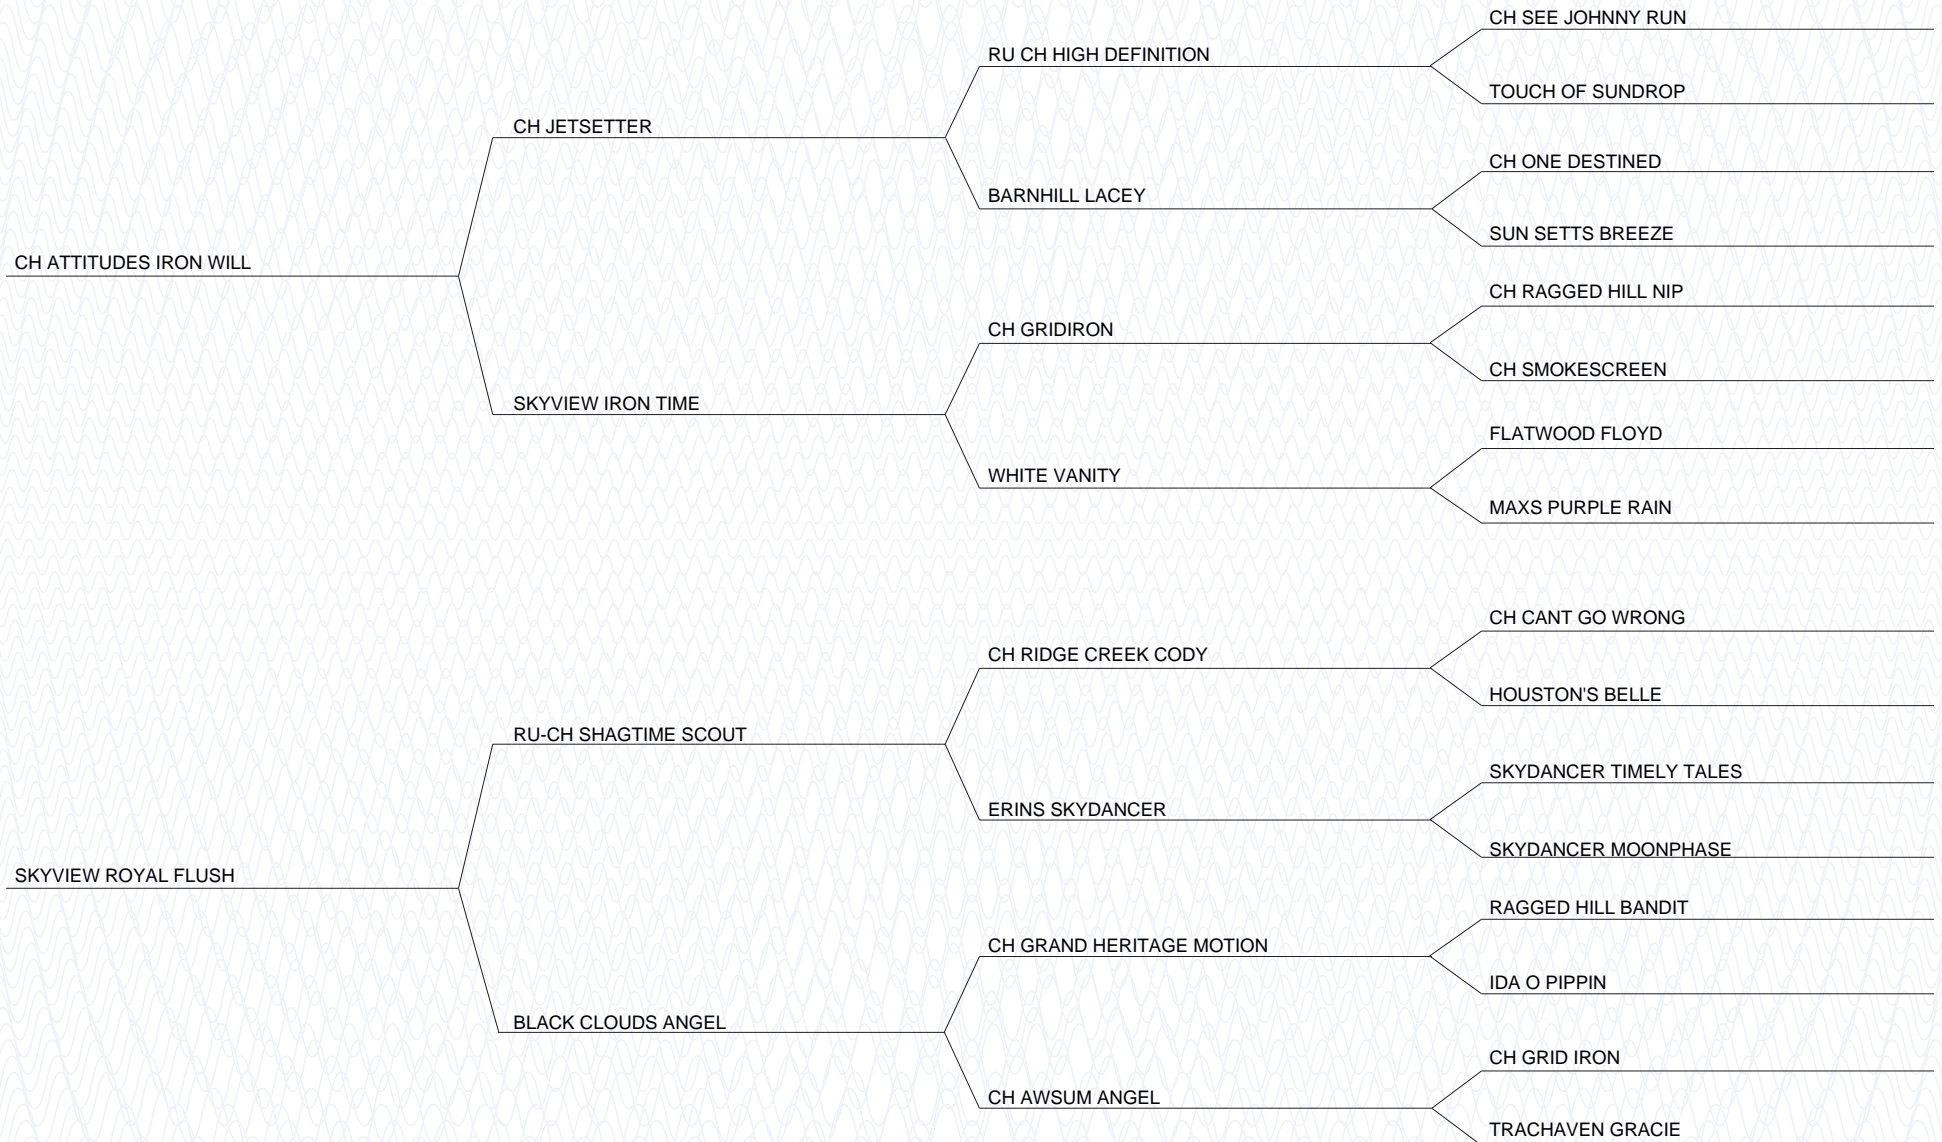 CH SEE JOHNNY RUN
RU CH HIGH DEFINITION
TOUCH OF SUNDROP
CH JETSETTER
CH ONE DESTINED
BARNHILL LACEY
SUN SETTS BREEZE
CH ATTITUDES IRON WILL
CH RAGGED HILL NIP
CH GRIDIRON
CH SMOKESCREEN
SKYVIEW IRON TIME
FLATWOOD FLOYD
WHITE VANITY
MAXS PURPLE RAIN
CH CANT GO WRONG
CH RIDGE CREEK CODY
HOUSTON'S BELLE
RU-CH SHAGTIME SCOUT
SKYDANCER TIMELY TALES
ERINS SKYDANCER
SKYDANCER MOONPHASE
SKYVIEW ROYAL FLUSH
RAGGED HILL BANDIT
CH GRAND HERITAGE MOTION
IDA O PIPPIN
BLACK CLOUDS ANGEL
CH GRID IRON
CH AWSUM ANGEL
TRACHAVEN GRACIE